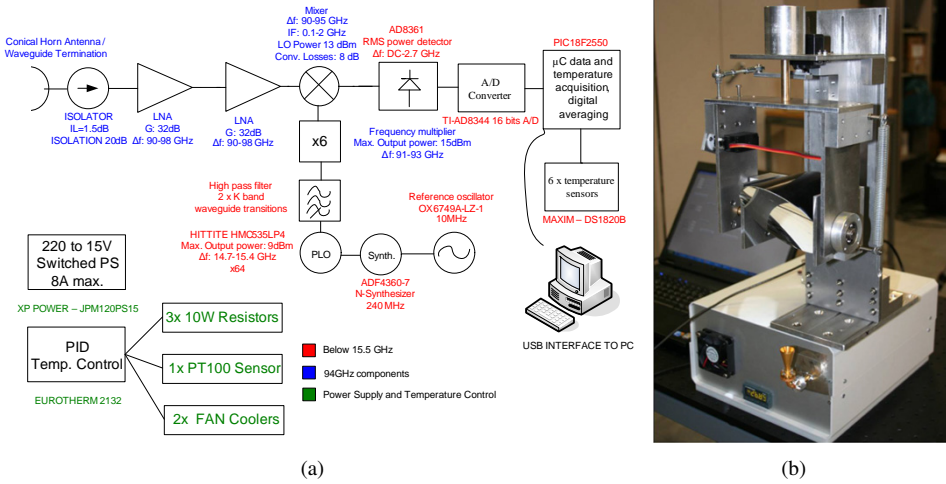 Conical Horn Antenna /
Waveguide Termination
ISOLATOR
IL=1.5dB
ISOLATION 20dB
LNA
G: 32dB
Δf: 90-98 GHz
LNA
G: 32dB
Δf: 90-98 GHz
Mixer
Δf: 90-95 GHz
IF: 0.1-2 GHz
LO Power 13 dBm
Conv. Losses: 8 dB
AD8361
RMS power detector
Δf: DC-2.7 GHz
A/D
Converter
TI-AD8344 16 bits A/D
PIC18F2550
µC data and
temperature
acquisition,
digital
averaging
x6
Frequency multiplier
Max. Output power: 15dBm
Δf: 91-93 GHz
6 x temperature
sensors
MAXIM – DS1820B
High pass filter
2 x K band
waveguide transitions
Reference oscillator
OX6749A-LZ-1
10MHz
HITTITE HMC535LP4
Max. Output power: 9dBm
Δf: 14.7-15.4 GHz
x64
PLO
Synth.
ADF4360-7
N-Synthesizer
240 MHz
USB INTERFACE TO PC
220 to 15V
Switched PS
8A max.
XP POWER – JPM120PS15
PID
Temp. Control
EUROTHERM 2132
3x 10W Resistors
1x PT100 Sensor
2x FAN Coolers
Below 15.5 GHz
94GHz components
Power Supply and Temperature Control
(a)
(b)